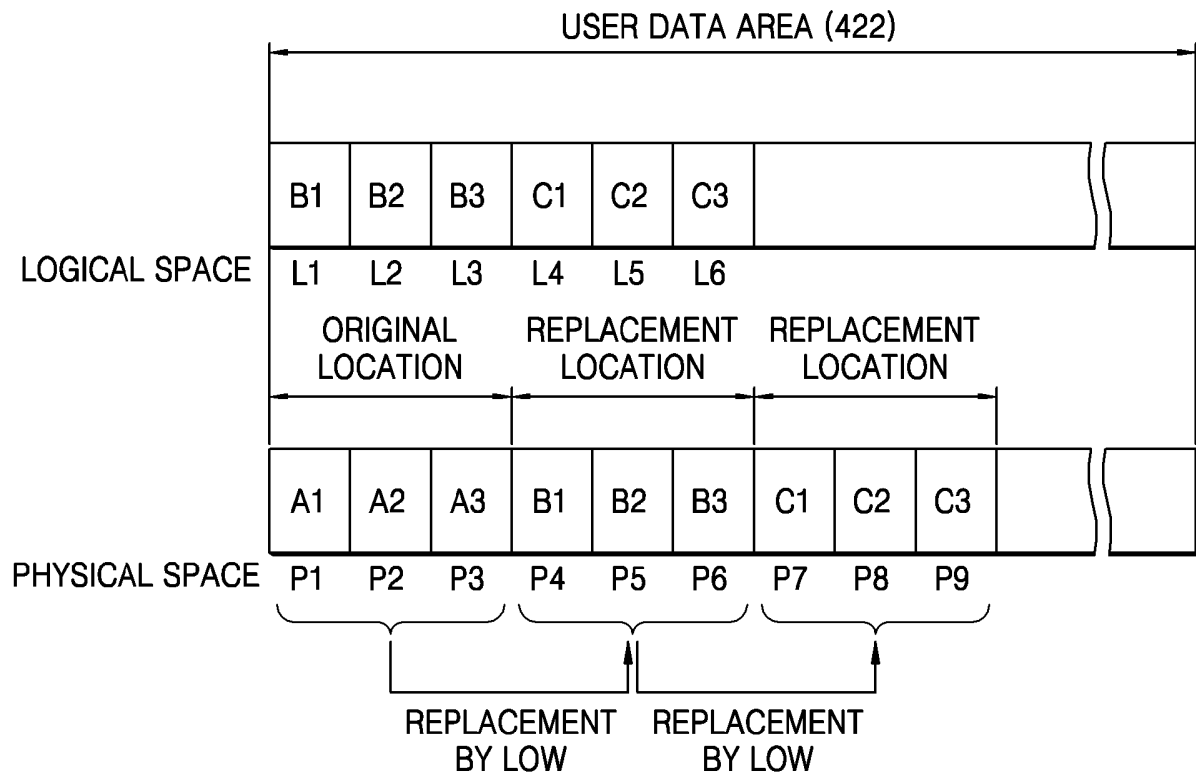 USER DATA AREA (422)
B1 B2 B3 C1 C2 C3
LOGICAL SPACE L1 L2 L3 L4 L5 L6
ORIGINAL LOCATION
REPLACEMENT LOCATION
REPLACEMENT LOCATION
A1 A2 A3 B1 B2 B3 C1 C2 C3
PHYSICAL SPACE P1 P2 P3 P4 P5 P6 P7 P8 P9
REPLACEMENT BY LOW
REPLACEMENT BY LOW